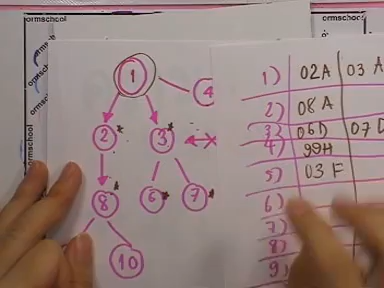 ormschool
ormschoo
1
4
2*
3*
8*
6*
7*
10
1) 02A 03 A
2) 08 A
3) 06D 07 D
4) 99H
5) 03 F
6)
7)
8)
9)